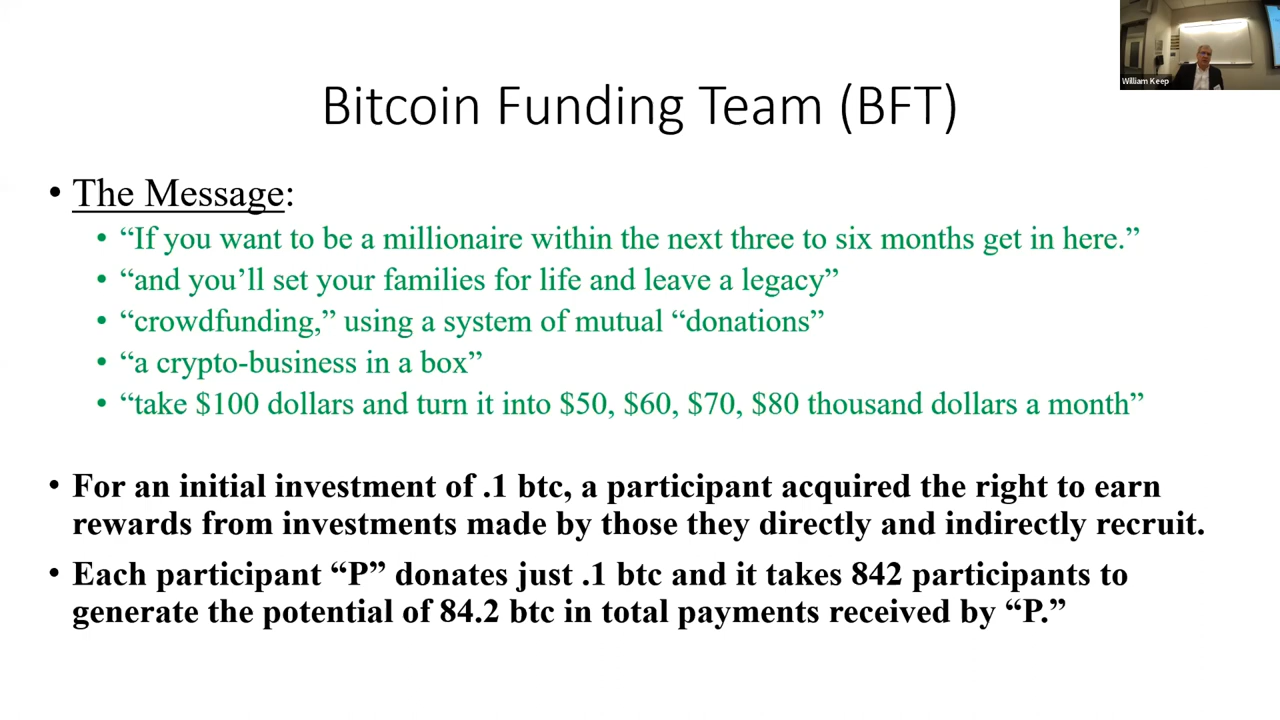 William Keep
Bitcoin Funding Team (BFT)
• The Message:
• “If you want to be a millionaire within the next three to six months get in here.”
• “and you’ll set your families for life and leave a legacy”
• “crowdfunding,” using a system of mutual “donations”
• “a crypto-business in a box”
• “take $100 dollars and turn it into $50, $60, $70, $80 thousand dollars a month”
• For an initial investment of .1 btc, a participant acquired the right to earn
rewards from investments made by those they directly and indirectly recruit.
• Each participant “P” donates just .1 btc and it takes 842 participants to
generate the potential of 84.2 btc in total payments received by “P.”